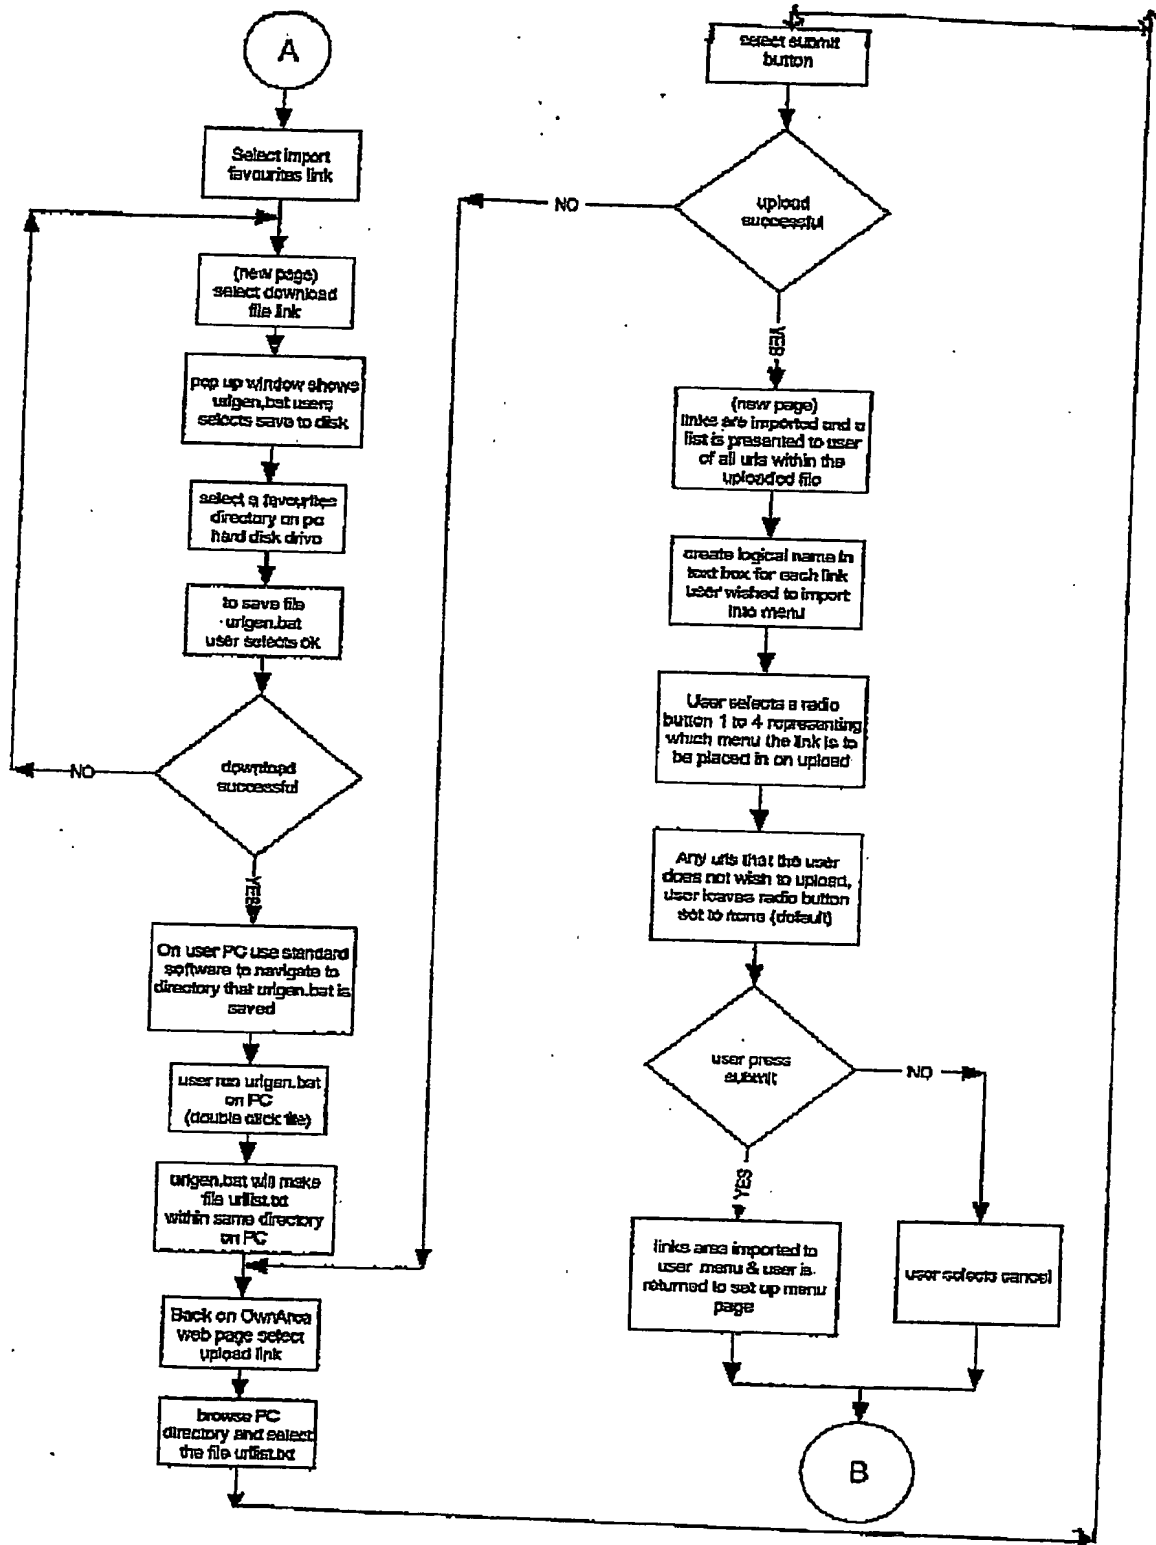 A
Select import
favourites link
(new page)
select download
file link
pop up window shows
urlgen.bat users
selects save to disk
select a favourites
directory on pc
hard disk drive
to save file
urlgen.bat
user selects ok
download
successful
NO
YES
On user PC use standard
software to navigate to
directory that urlgen.bat is
saved
user run urlgen.bat
on PC
(double click file)
urlgen.bat will make
file urllist.txt
within same directory
on PC
Back on OwnArea
web page select
upload link
browse PC
directory and select
the file urllist.txt
select submit
button
upload
successful
NO
YES
(new page)
links are imported and a
list is presented to user
of all urls within the
uploaded file
create logical name in
text box for each link
user wished to import
into menu
User selects a radio
button 1 to 4 representing
which menu the link is to
be placed in on upload
Any urls that the user
does not wish to upload,
user leaves radio button
set to none (default)
user press
submit
NO
YES
links area imported to
user menu & user is
returned to set up menu
page
user selects cancel
B